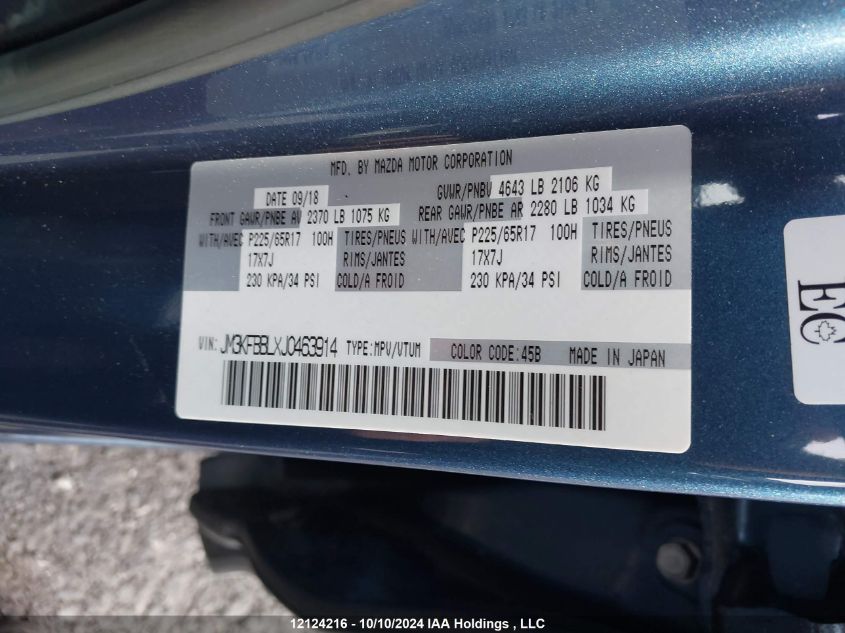 MFD. BY MAZDA MOTOR CORPORATION
DATE 09/18 GVWR/PNBV 4643 LB 2106 KG
FRONT GAWR/PNBE AV 2370 LB 1075 KG REAR GAWR/PNBE AR 2280 LB 1034 KG
WITH/AVEC P225/65R17 100H TIRES/PNEUS WITH/AVEC P225/65R17 100H TIRES/PNEUS
17X7J RIMS/JANTES 17X7J RIMS/JANTES
230 KPA/34 PSI COLD/A FROID 230 KPA/34 PSI COLD/A FROID
VIN: JM3KFBBLXJ0463914 TYPE:MPV/VTUM COLOR CODE:45B MADE IN JAPAN
EC
12124216 - 10/10/2024 IAA Holdings , LLC